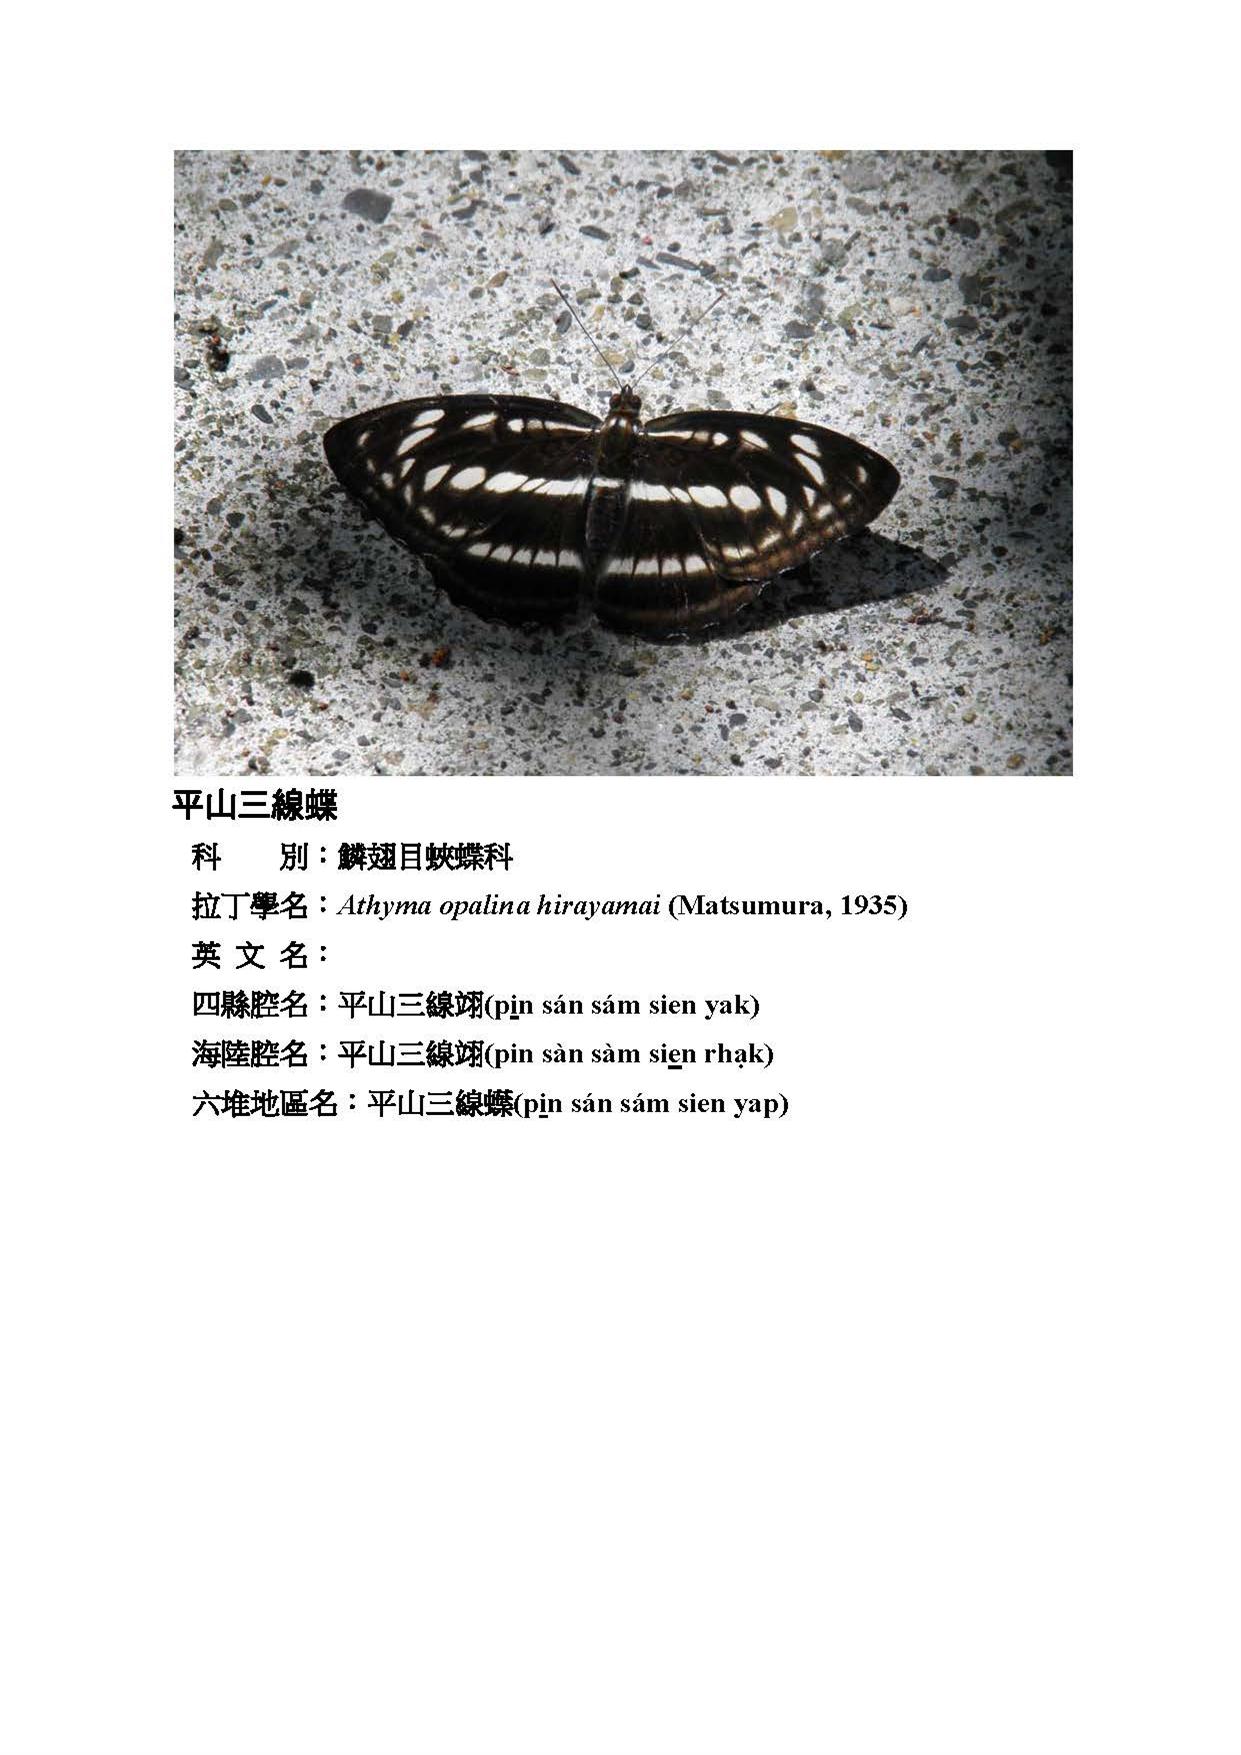 平山三線蝶
科　　別：鱗翅目蛺蝶科
拉丁學名：Athyma opalina hirayamai (Matsumura, 1935)
英 文 名：
四縣腔名：平山三線翊(pi̲n sán sám sien yak)
海陸腔名：平山三線翊(pin sàn sàm sie̲n rhạk)
六堆地區名：平山三線蠂(pi̲n sán sám sien yap)